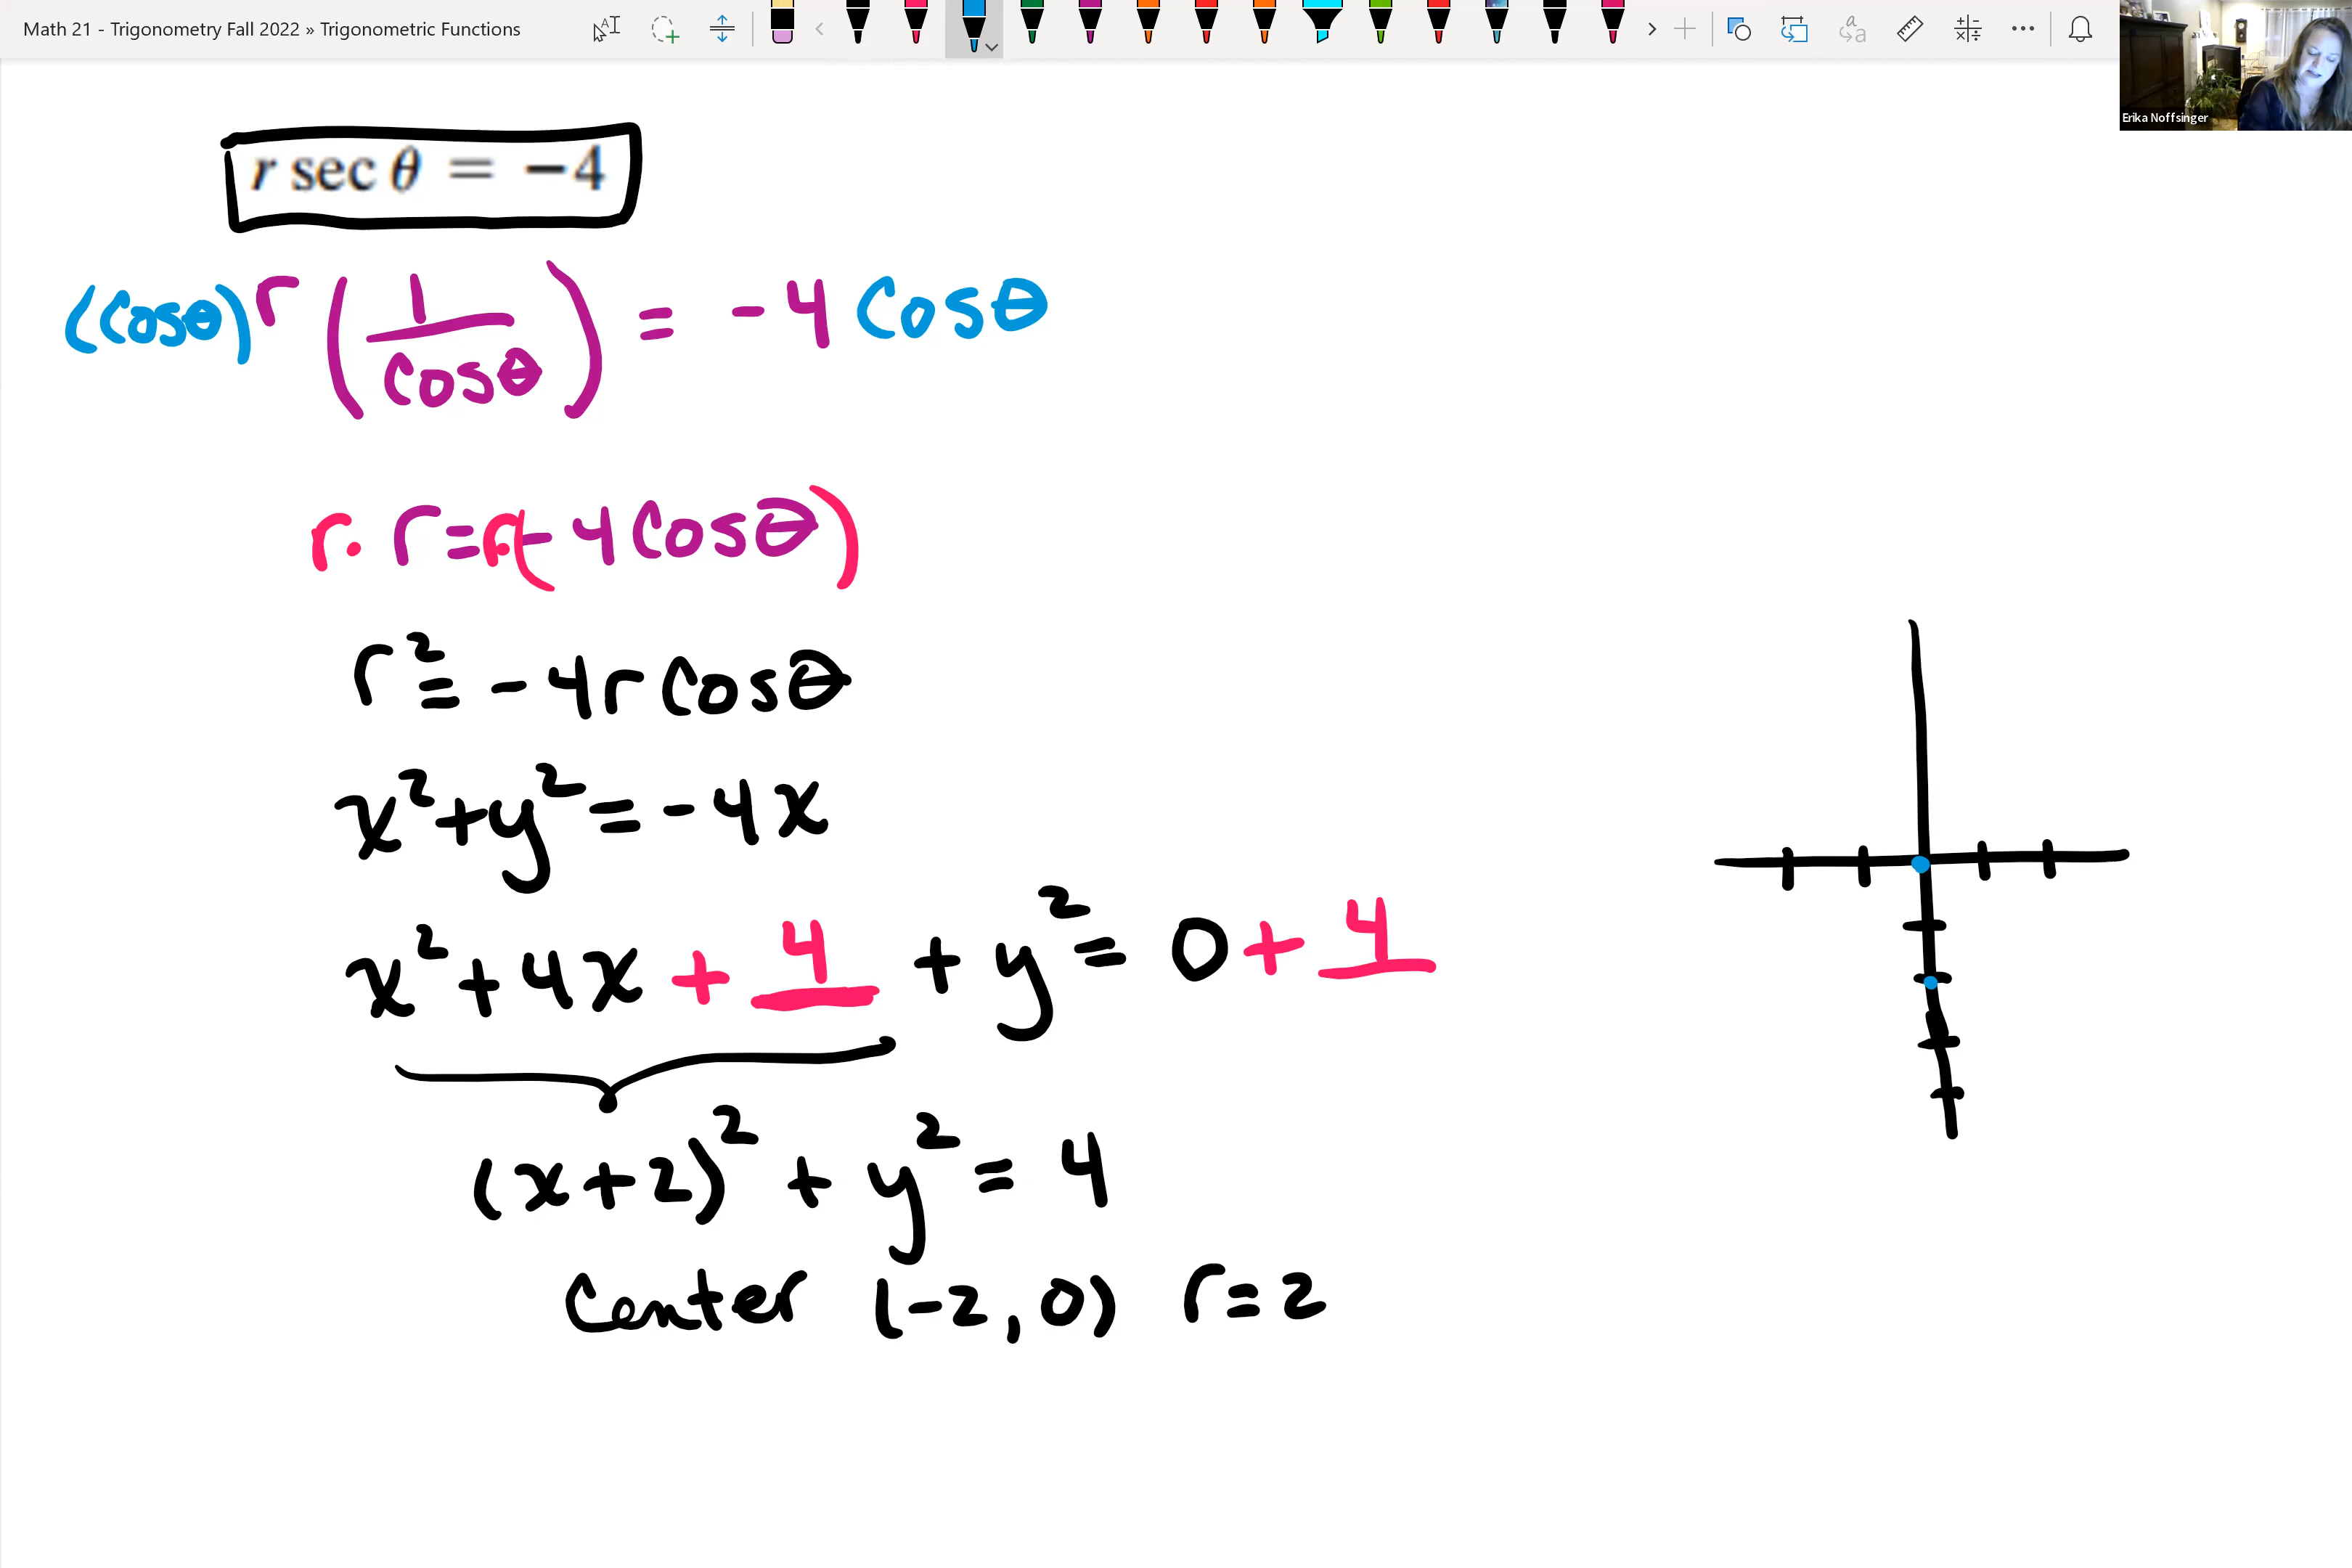 Math 21 - Trigonometry Fall 2022 » Trigonometric Functions
Erika Noffsinger
r sec θ = −4
(cosθ) r (1/cosθ) = -4 cosθ
r · r = r·(-4 cosθ)
r² = -4r cosθ
x² + y² = -4x
x² + 4x + 4 + y² = 0 + 4
(x+2)² + y² = 4
Center (-2, 0) r = 2